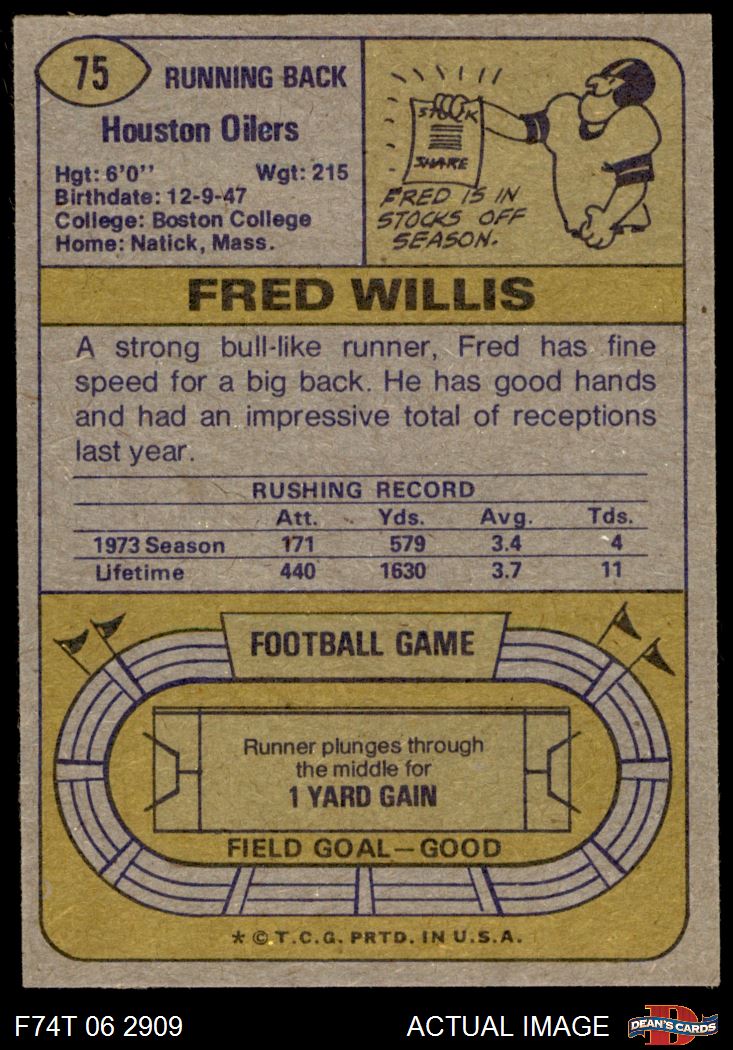 75
RUNNING BACK
Houston Oilers
Hgt: 6'0'' Wgt: 215
Birthdate: 12-9-47
College: Boston College
Home: Natick, Mass.
STOCK
SHARE
FRED IS IN
STOCKS OFF
SEASON.
FRED WILLIS
A strong bull-like runner, Fred has fine
speed for a big back. He has good hands
and had an impressive total of receptions
last year.
RUSHING RECORD
Att. Yds. Avg. Tds.
1973 Season 171 579 3.4 4
Lifetime 440 1630 3.7 11
FOOTBALL GAME
Runner plunges through
the middle for
1 YARD GAIN
FIELD GOAL—GOOD
* © T.C.G. PRTD. IN U.S.A.
F74T 06 2909 ACTUAL IMAGE DEAN'S CARDS